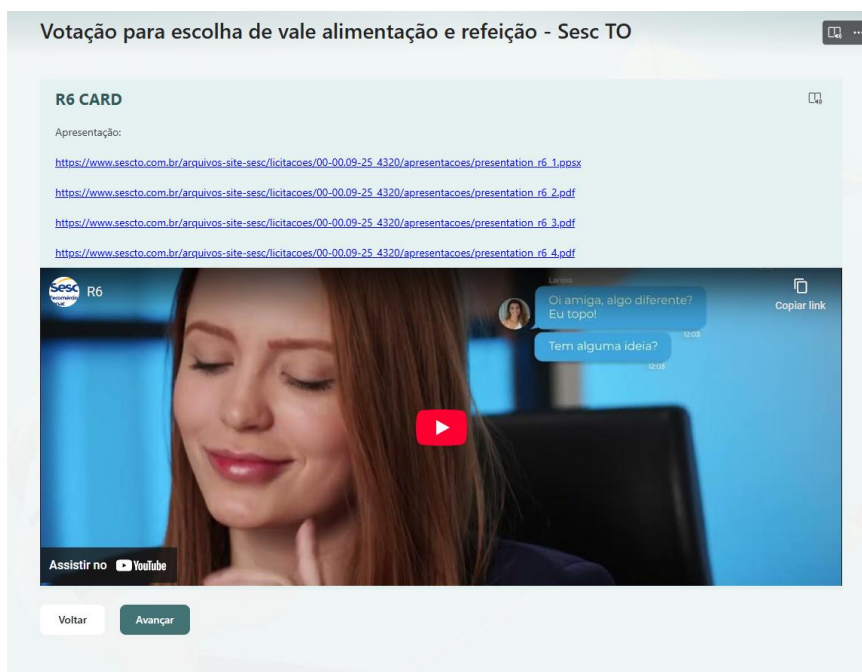 Votação para escolha de vale alimentação e refeição - Sesc TO
R6 CARD
Apresentação:
https://www.sescto.com.br/arquivos-site-sesc/licitacoes/00-00.09-25_4320/apresentacoes/presentation_r6_1.ppsx
https://www.sescto.com.br/arquivos-site-sesc/licitacoes/00-00.09-25_4320/apresentacoes/presentation_r6_2.pdf
https://www.sescto.com.br/arquivos-site-sesc/licitacoes/00-00.09-25_4320/apresentacoes/presentation_r6_3.pdf
https://www.sescto.com.br/arquivos-site-sesc/licitacoes/00-00.09-25_4320/apresentacoes/presentation_r6_4.pdf
Sesc
R6
Larissa
Oi amiga, algo diferente?
Eu topo!
12:03
Tem alguma ideia?
12:03
Copiar link
Assistir no YouTube
Voltar
Avançar